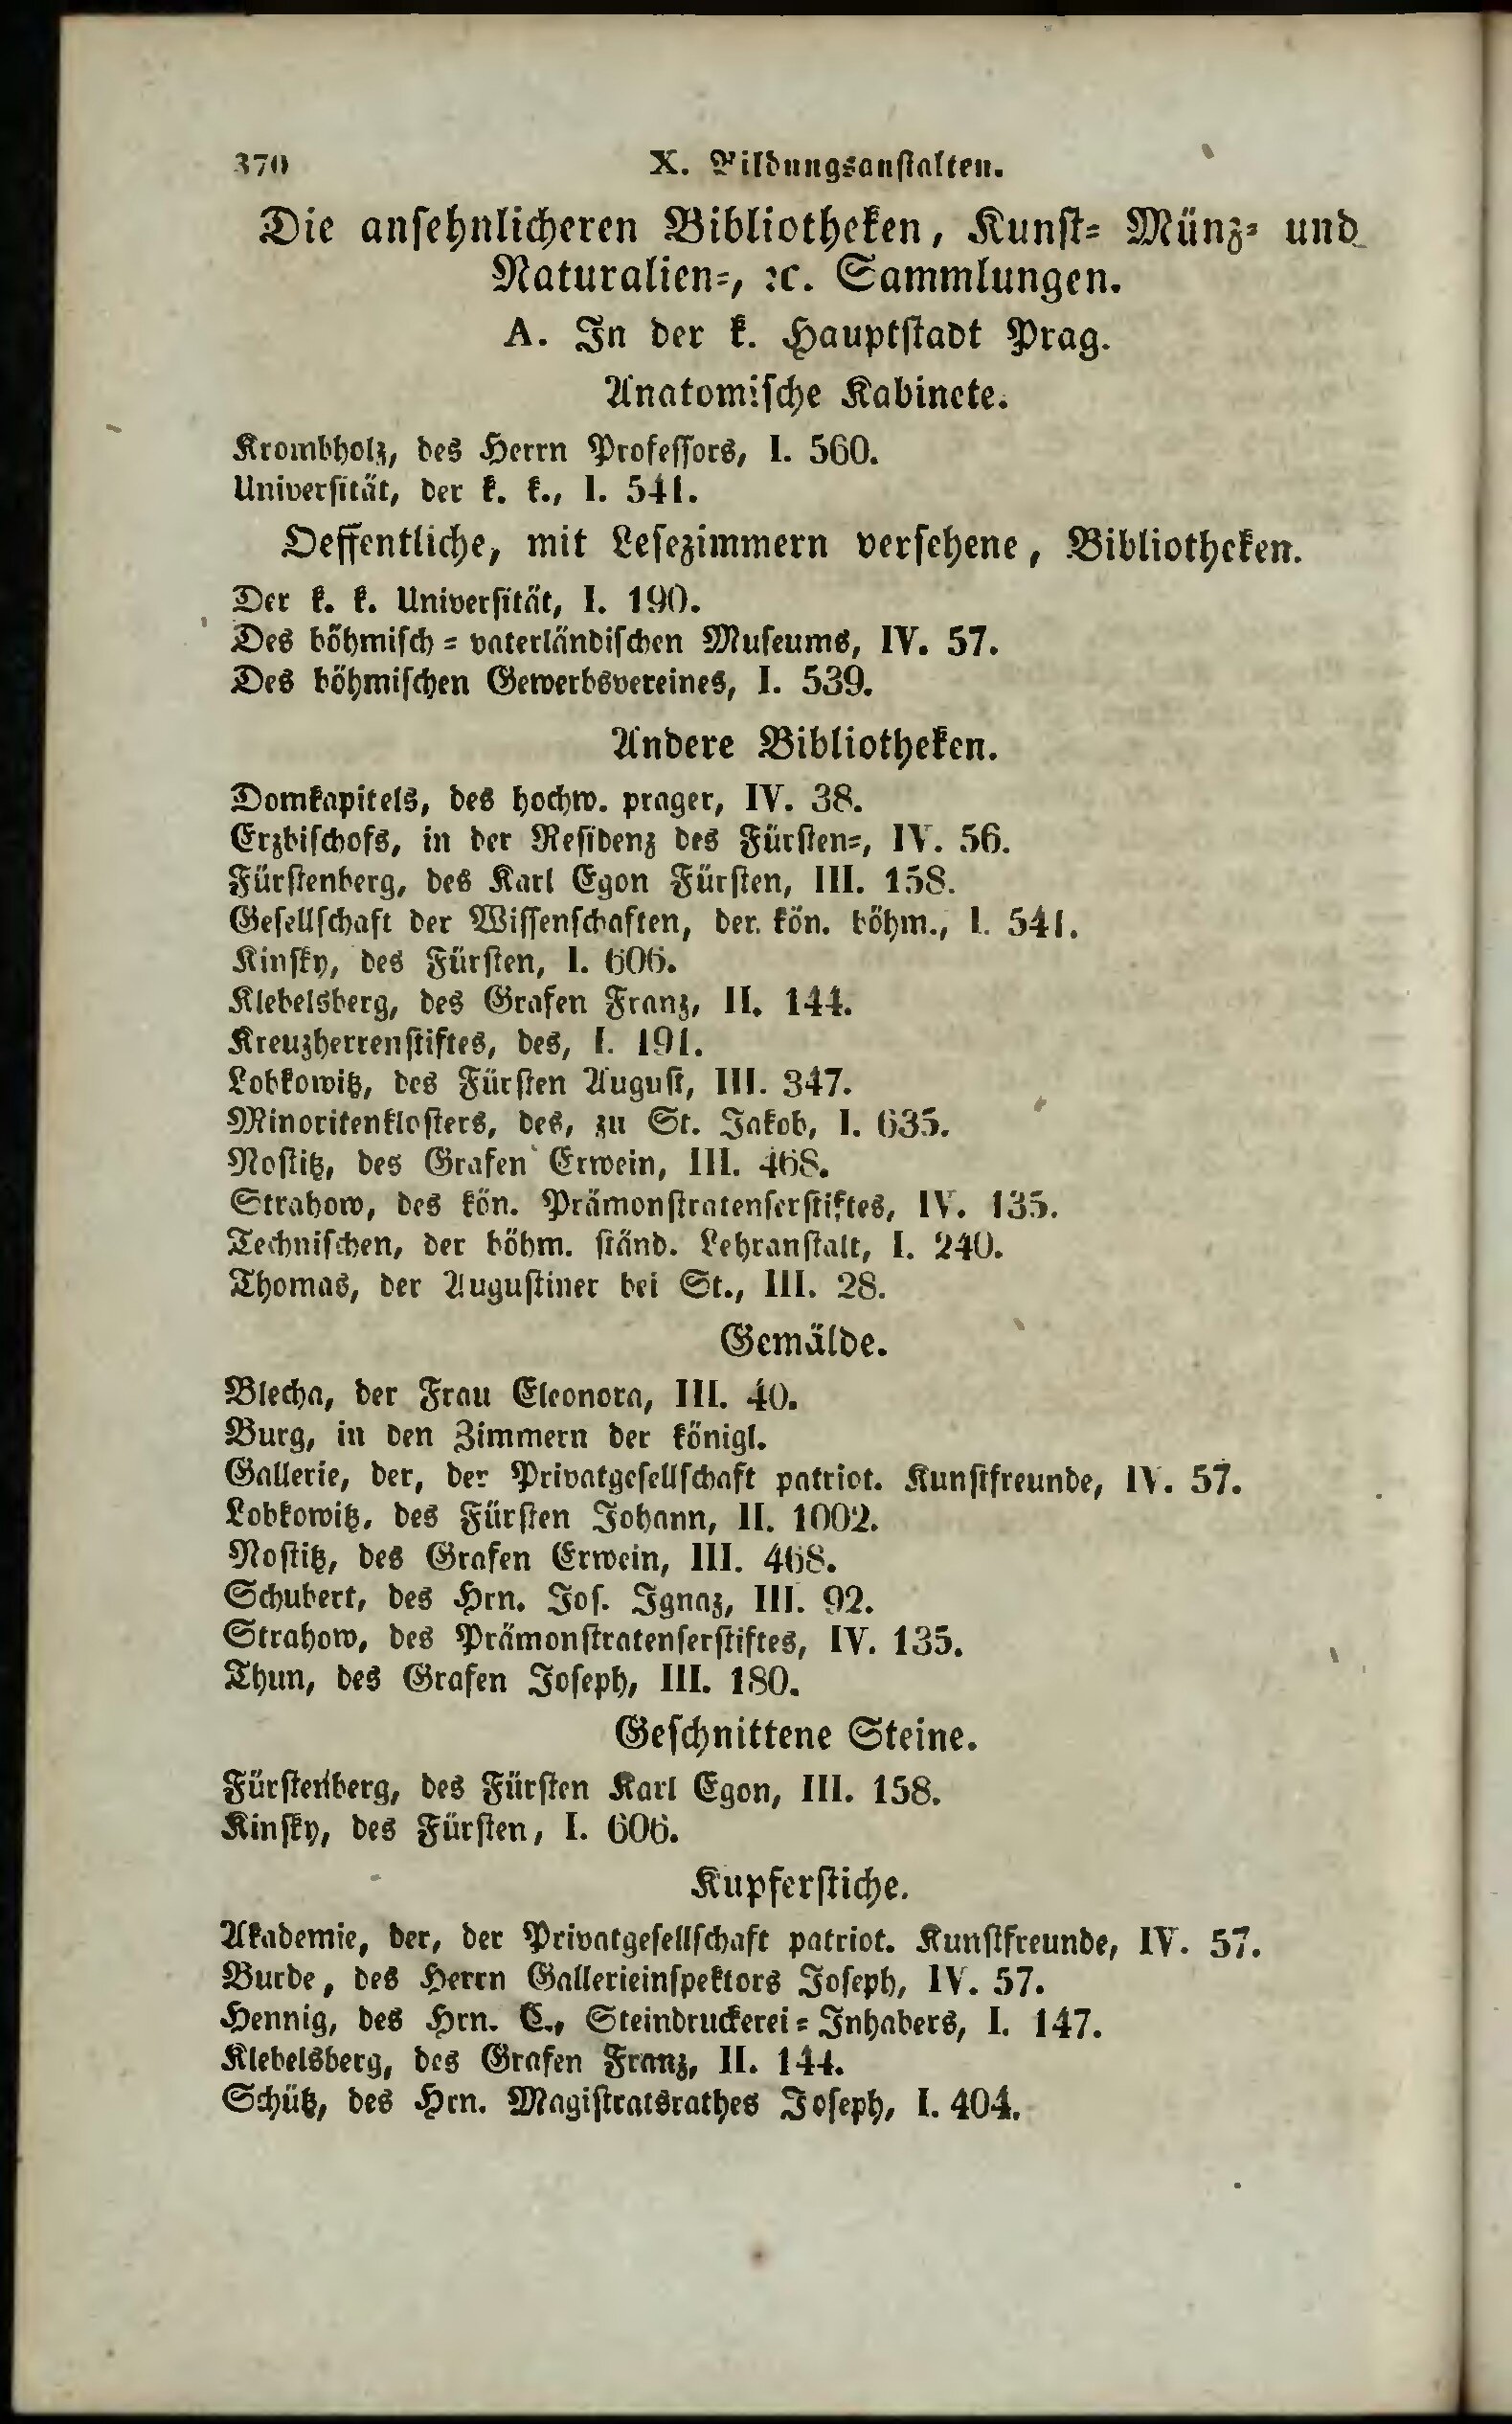 370 X. Bildungsanstalten.
Die ansehnlicheren Bibliotheken, Kunst= Münz= und
Naturalien=, ꝛc. Sammlungen.
A. In der k. Hauptstadt Prag.
Anatomische Kabinete.
Krombholz, des Herrn Professors, I. 560.
Universität, der k. k., I. 541.
Oeffentliche, mit Lesezimmern versehene, Bibliotheken.
Der k. k. Universität, I. 190.
Des böhmisch=vaterländischen Museums, IV. 57.
Des böhmischen Gewerbsvereines, I. 539.
Andere Bibliotheken.
Domkapitels, des hochw. prager, IV. 38.
Erzbischofs, in der Residenz des Fürsten=, IV. 56.
Fürstenberg, des Karl Egon Fürsten, III. 158.
Gesellschaft der Wissenschaften, der. kön. böhm., I. 541.
Kinsky, des Fürsten, I. 606.
Klebelsberg, des Grafen Franz, II. 144.
Kreuzherrenstiftes, des, I. 191.
Lobkowitz, des Fürsten August, III. 347.
Minoritenklosters, des, zu St. Jakob, I. 635.
Nostitz, des Grafen Erwein, III. 468.
Strahow, des kön. Prämonstratenserstiftes, IV. 135.
Technischen, der böhm. ständ. Lehranstalt, I. 240.
Thomas, der Augustiner bei St., III. 28.
Gemälde.
Blecha, der Frau Eleonora, III. 40.
Burg, in den Zimmern der königl.
Gallerie, der, der Privatgesellschaft patriot. Kunstfreunde, IV. 57.
Lobkowitz, des Fürsten Johann, II. 1002.
Nostitz, des Grafen Erwein, III. 468.
Schubert, des Hrn. Jos. Ignaz, III. 92.
Strahow, des Prämonstratenserstiftes, IV. 135.
Thun, des Grafen Joseph, III. 180.
Geschnittene Steine.
Fürstenberg, des Fürsten Karl Egon, III. 158.
Kinsky, des Fürsten, I. 606.
Kupferstiche.
Akademie, der, der Privatgesellschaft patriot. Kunstfreunde, IV. 57.
Burde, des Herrn Gallerieinspektors Joseph, IV. 57.
Hennig, des Hrn. C., Steindruckerei=Inhabers, I. 147.
Klebelsberg, des Grafen Franz, II. 144.
Schütz, des Hrn. Magistratsrathes Joseph, I. 404.